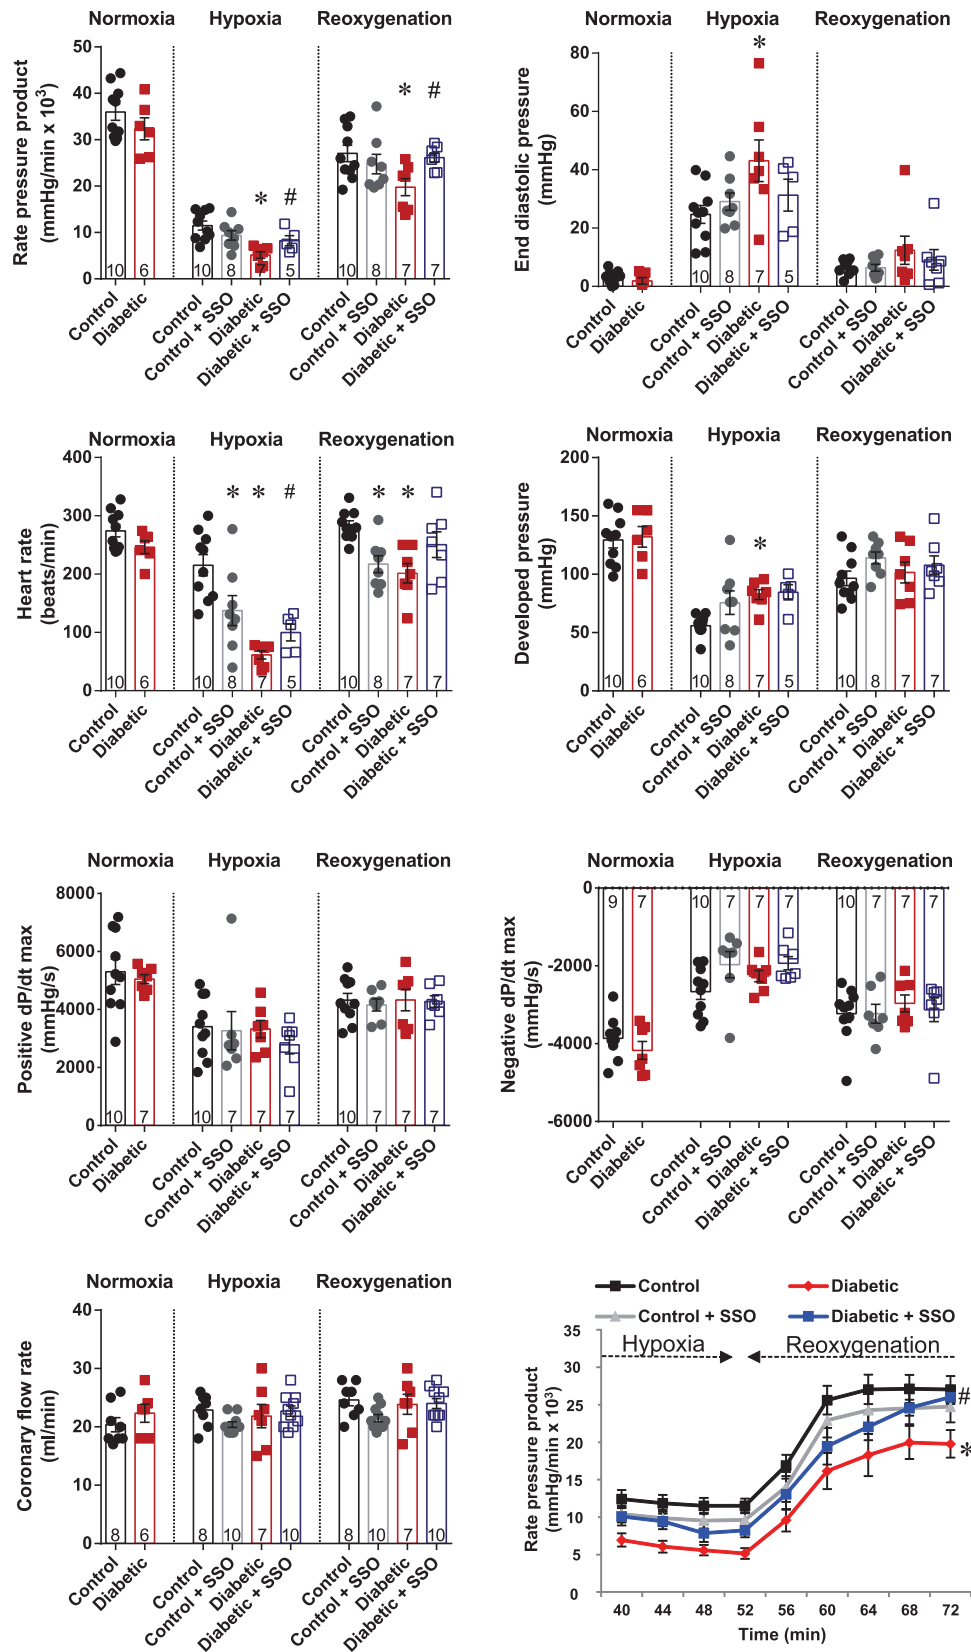 Normoxia Hypoxia Reoxygenation
Rate pressure product
(mmHg/min x 10³)
50
40
30
20
10
0
* # * #
10 6 10 8 7 5 10 8 7 7
Control
Diabetic
Control
Control + SSO
Diabetic
Diabetic + SSO
Control
Control + SSO
Diabetic
Diabetic + SSO
Normoxia Hypoxia Reoxygenation
End diastolic pressure
(mmHg)
80
60
40
20
0
*
10 7 10 8 7 5
Control
Diabetic
Control
Control + SSO
Diabetic
Diabetic + SSO
Control
Control + SSO
Diabetic
Diabetic + SSO
Normoxia Hypoxia Reoxygenation
Heart rate
(beats/min)
400
300
200
100
0
* * # * *
10 6 10 8 7 5 10 8 7 7
Control
Diabetic
Control
Control + SSO
Diabetic
Diabetic + SSO
Control
Control + SSO
Diabetic
Diabetic + SSO
Normoxia Hypoxia Reoxygenation
Developed pressure
(mmHg)
200
150
100
50
0
*
10 6 10 8 7 5 10 8 7 7
Control
Diabetic
Control
Control + SSO
Diabetic
Diabetic + SSO
Control
Control + SSO
Diabetic
Diabetic + SSO
Normoxia Hypoxia Reoxygenation
Positive dP/dt max
(mmHg/s)
8000
6000
4000
2000
0
10 7 10 7 7 7 10 7 7 7
Control
Diabetic
Control
Control + SSO
Diabetic
Diabetic + SSO
Control
Control + SSO
Diabetic
Diabetic + SSO
Normoxia Hypoxia Reoxygenation
Negative dP/dt max
(mmHg/s)
0
-2000
-4000
-6000
9 7 10 7 7 7 10 7 7 7
Control
Diabetic
Control
Control + SSO
Diabetic
Diabetic + SSO
Control
Control + SSO
Diabetic
Diabetic + SSO
Normoxia Hypoxia Reoxygenation
Coronary flow rate
(ml/min)
40
30
20
10
0
8 6 8 10 7 10 8 10 7 10
Control
Diabetic
Control
Control + SSO
Diabetic
Diabetic + SSO
Control
Control + SSO
Diabetic
Diabetic + SSO
Control Diabetic
Control + SSO Diabetic + SSO
Hypoxia Reoxygenation
Rate pressure product
(mmHg/min x 10³)
35
30
25
20
15
10
5
0
#
*
40 44 48 52 56 60 64 68 72
Time (min)